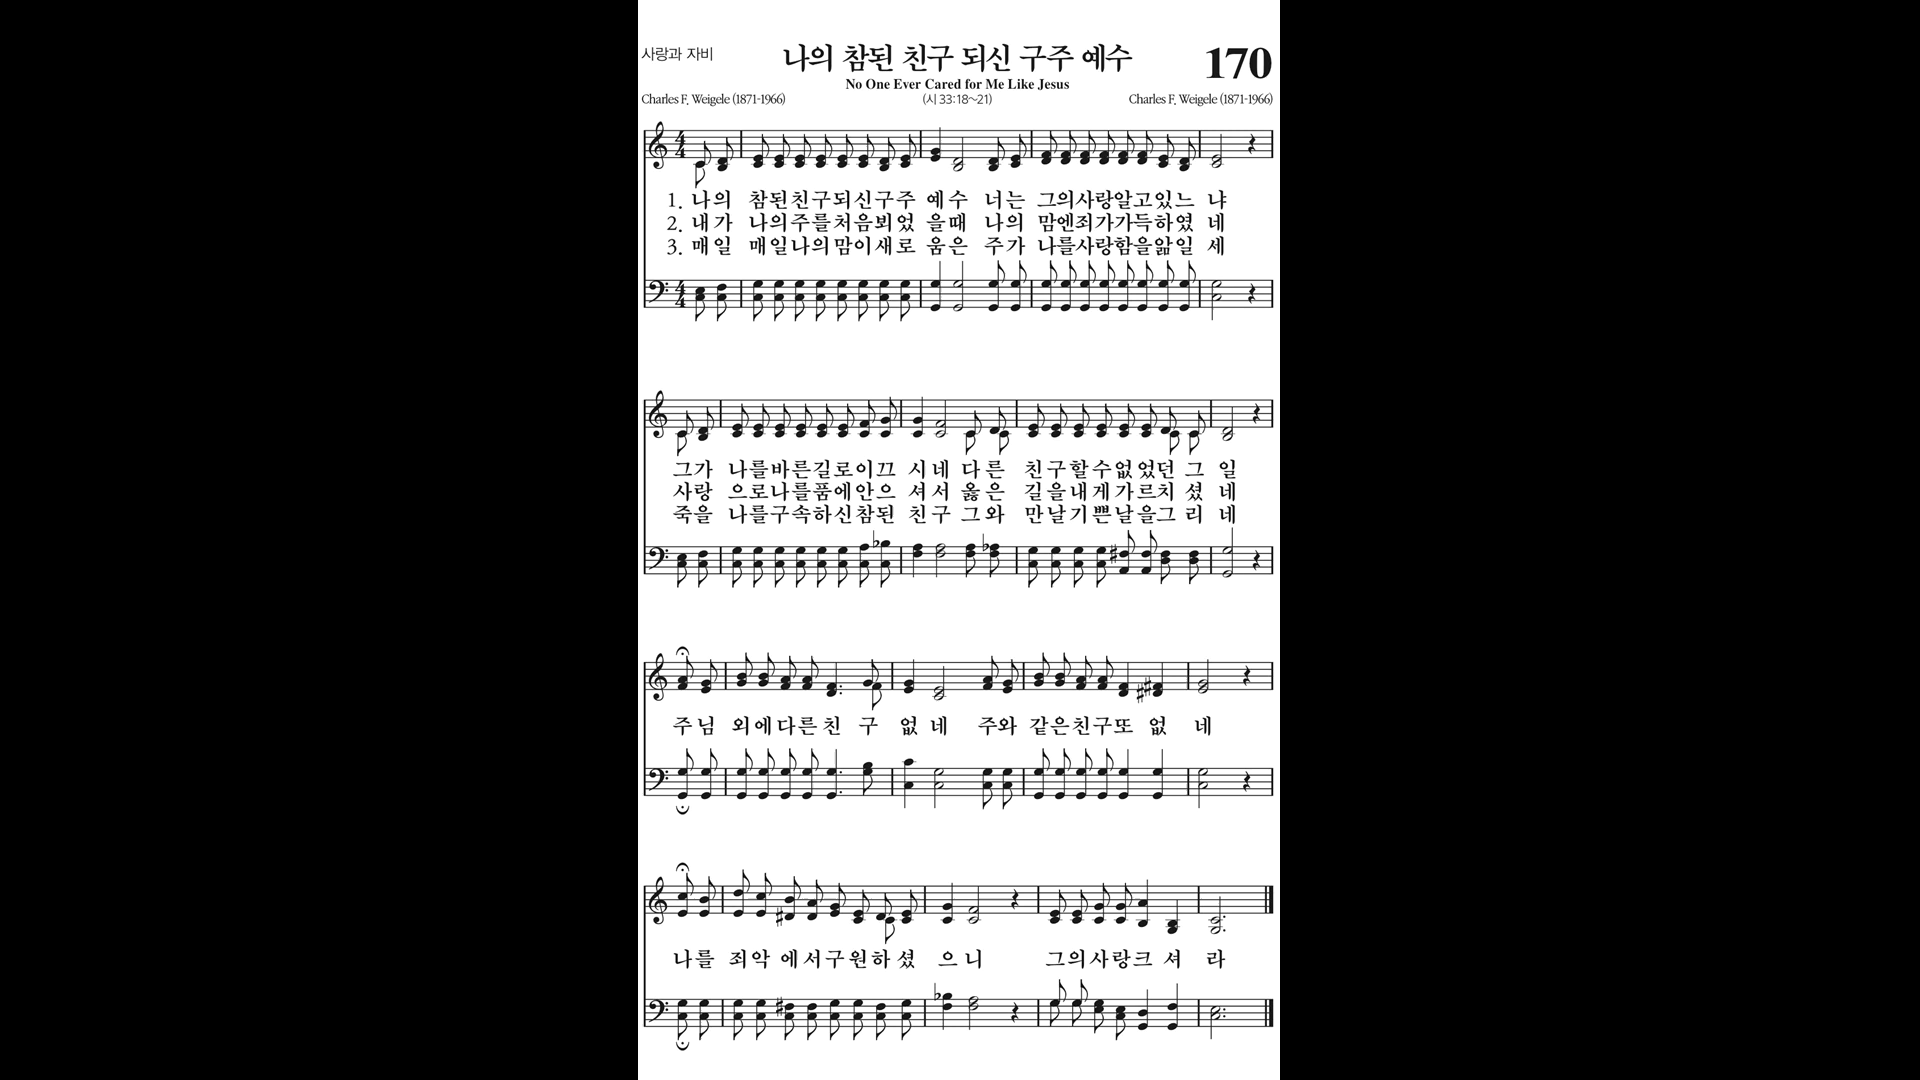 사랑과 자비
나의 참된 친구 되신 구주 예수
170
No One Ever Cared for Me Like Jesus
Charles F. Weigele (1871-1966)
(시 33:18~21)
Charles F. Weigele (1871-1966)
1. 나의 참된친구되신구주 예수 너는 그의사랑알고있느 냐
2. 내가 나의주를처음뵈었 을때 나의 맘엔죄가가득하였 네
3. 매일 매일나의맘이새로 움은 주가 나를사랑함을앎일 세
그가 나를바른길로이끄 시네 다른 친구할수없었던 그 일
사랑 으로나를품에안으 셔서 옳은 길을내게가르치 셨 네
죽을 나를구속하신참된 친구 그와 만날기쁜날을그 리 네
주님 외에다른친 구 없네 주와 같은친구또 없 네
나를 죄악 에서구원하셨 으니 그의사랑크 셔 라